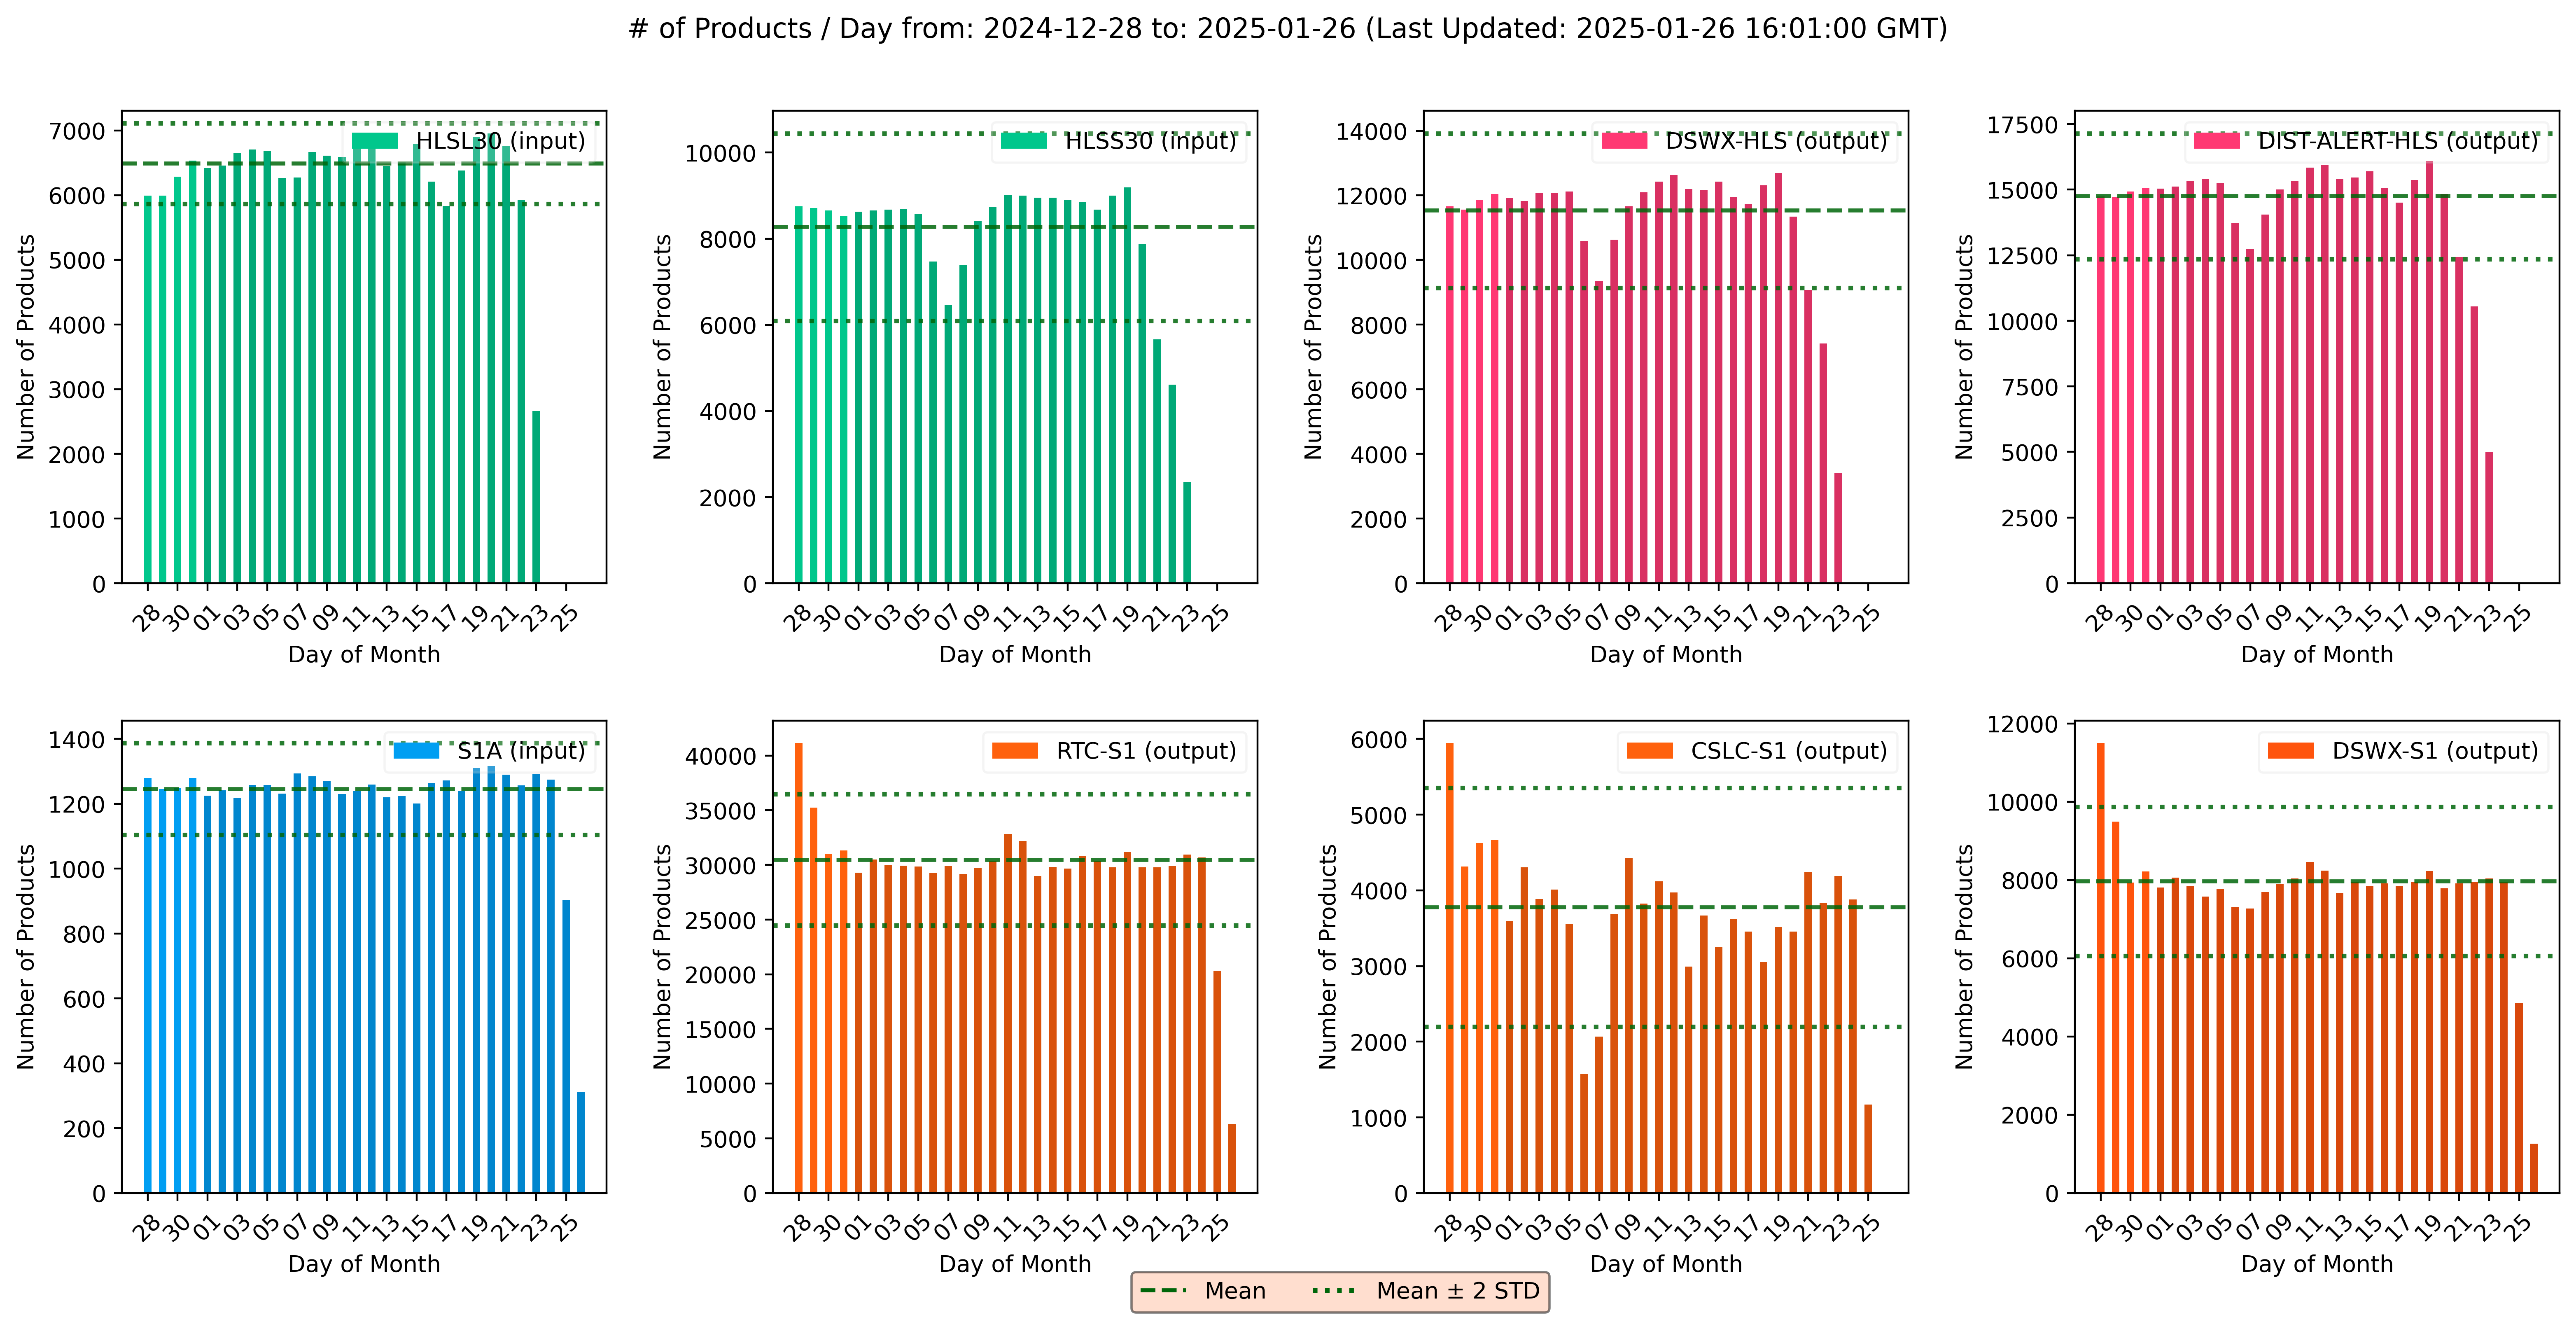 # of Products / Day from: 2024-12-28 to: 2025-01-26 (Last Updated: 2025-01-26 16:01:00 GMT)
HLSL30 (input)
Number of Products
7000
6000
5000
4000
3000
2000
1000
0
28 30 01 03 05 07 09 11 13 15 17 19 21 23 25
Day of Month
HLSS30 (input)
Number of Products
10000
8000
6000
4000
2000
0
28 30 01 03 05 07 09 11 13 15 17 19 21 23 25
Day of Month
DSWX-HLS (output)
Number of Products
14000
12000
10000
8000
6000
4000
2000
0
28 30 01 03 05 07 09 11 13 15 17 19 21 23 25
Day of Month
DIST-ALERT-HLS (output)
Number of Products
17500
15000
12500
10000
7500
5000
2500
0
28 30 01 03 05 07 09 11 13 15 17 19 21 23 25
Day of Month
S1A (input)
Number of Products
1400
1200
1000
800
600
400
200
0
28 30 01 03 05 07 09 11 13 15 17 19 21 23 25
Day of Month
RTC-S1 (output)
Number of Products
40000
35000
30000
25000
20000
15000
10000
5000
0
28 30 01 03 05 07 09 11 13 15 17 19 21 23 25
Day of Month
CSLC-S1 (output)
Number of Products
6000
5000
4000
3000
2000
1000
0
28 30 01 03 05 07 09 11 13 15 17 19 21 23 25
Day of Month
DSWX-S1 (output)
Number of Products
12000
10000
8000
6000
4000
2000
0
28 30 01 03 05 07 09 11 13 15 17 19 21 23 25
Day of Month
Mean
Mean ± 2 STD